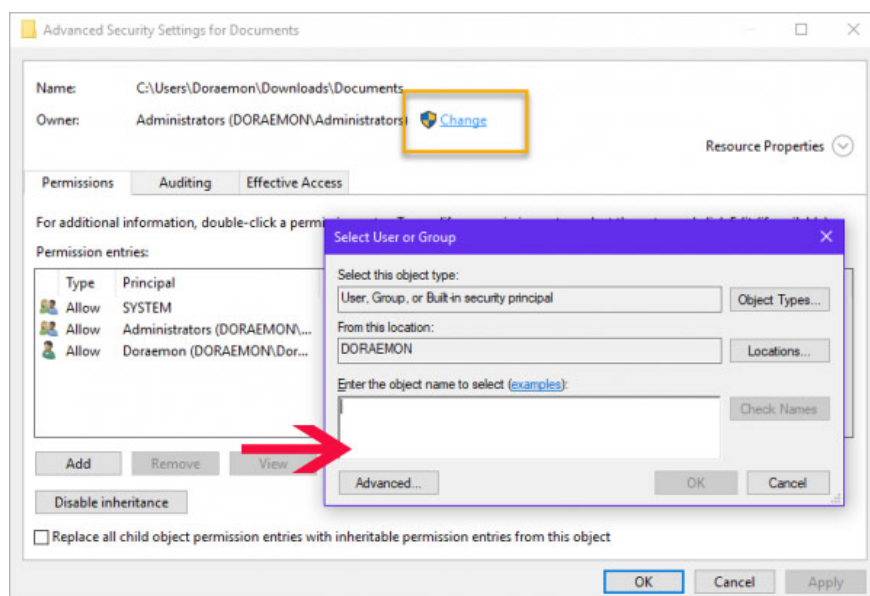 Advanced Security Settings for Documents
Name: C:\Users\Doraemon\Downloads\Documents
Owner: Administrators (DORAEMON\Administrators) Change
Resource Properties
Permissions Auditing Effective Access
For additional information, double-click a
Permission entries:
Type Principal
Allow SYSTEM
Allow Administrators (DORAEMON\...
Allow Doraemon (DORAEMON\Dor...
Add Remove View
Disable inheritance
Replace all child object permission entries with inheritable permission entries from this object
OK Cancel Apply
Select User or Group
Select this object type:
User, Group, or Built-in security principal Object Types...
From this location:
DORAEMON Locations...
Enter the object name to select (examples):
Check Names
Advanced... OK Cancel